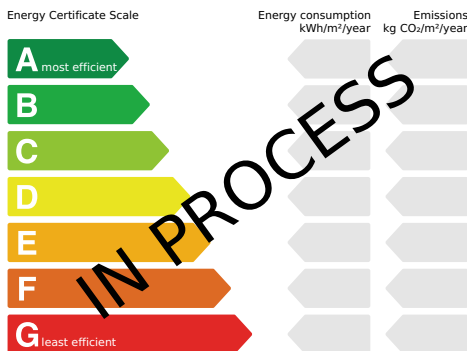 Energy Certificate Scale
Energy consumption
kWh/m²/year
Emissions
kg CO₂/m²/year
A most efficient
B
C
D
E
F
G least efficient
IN PROCESS